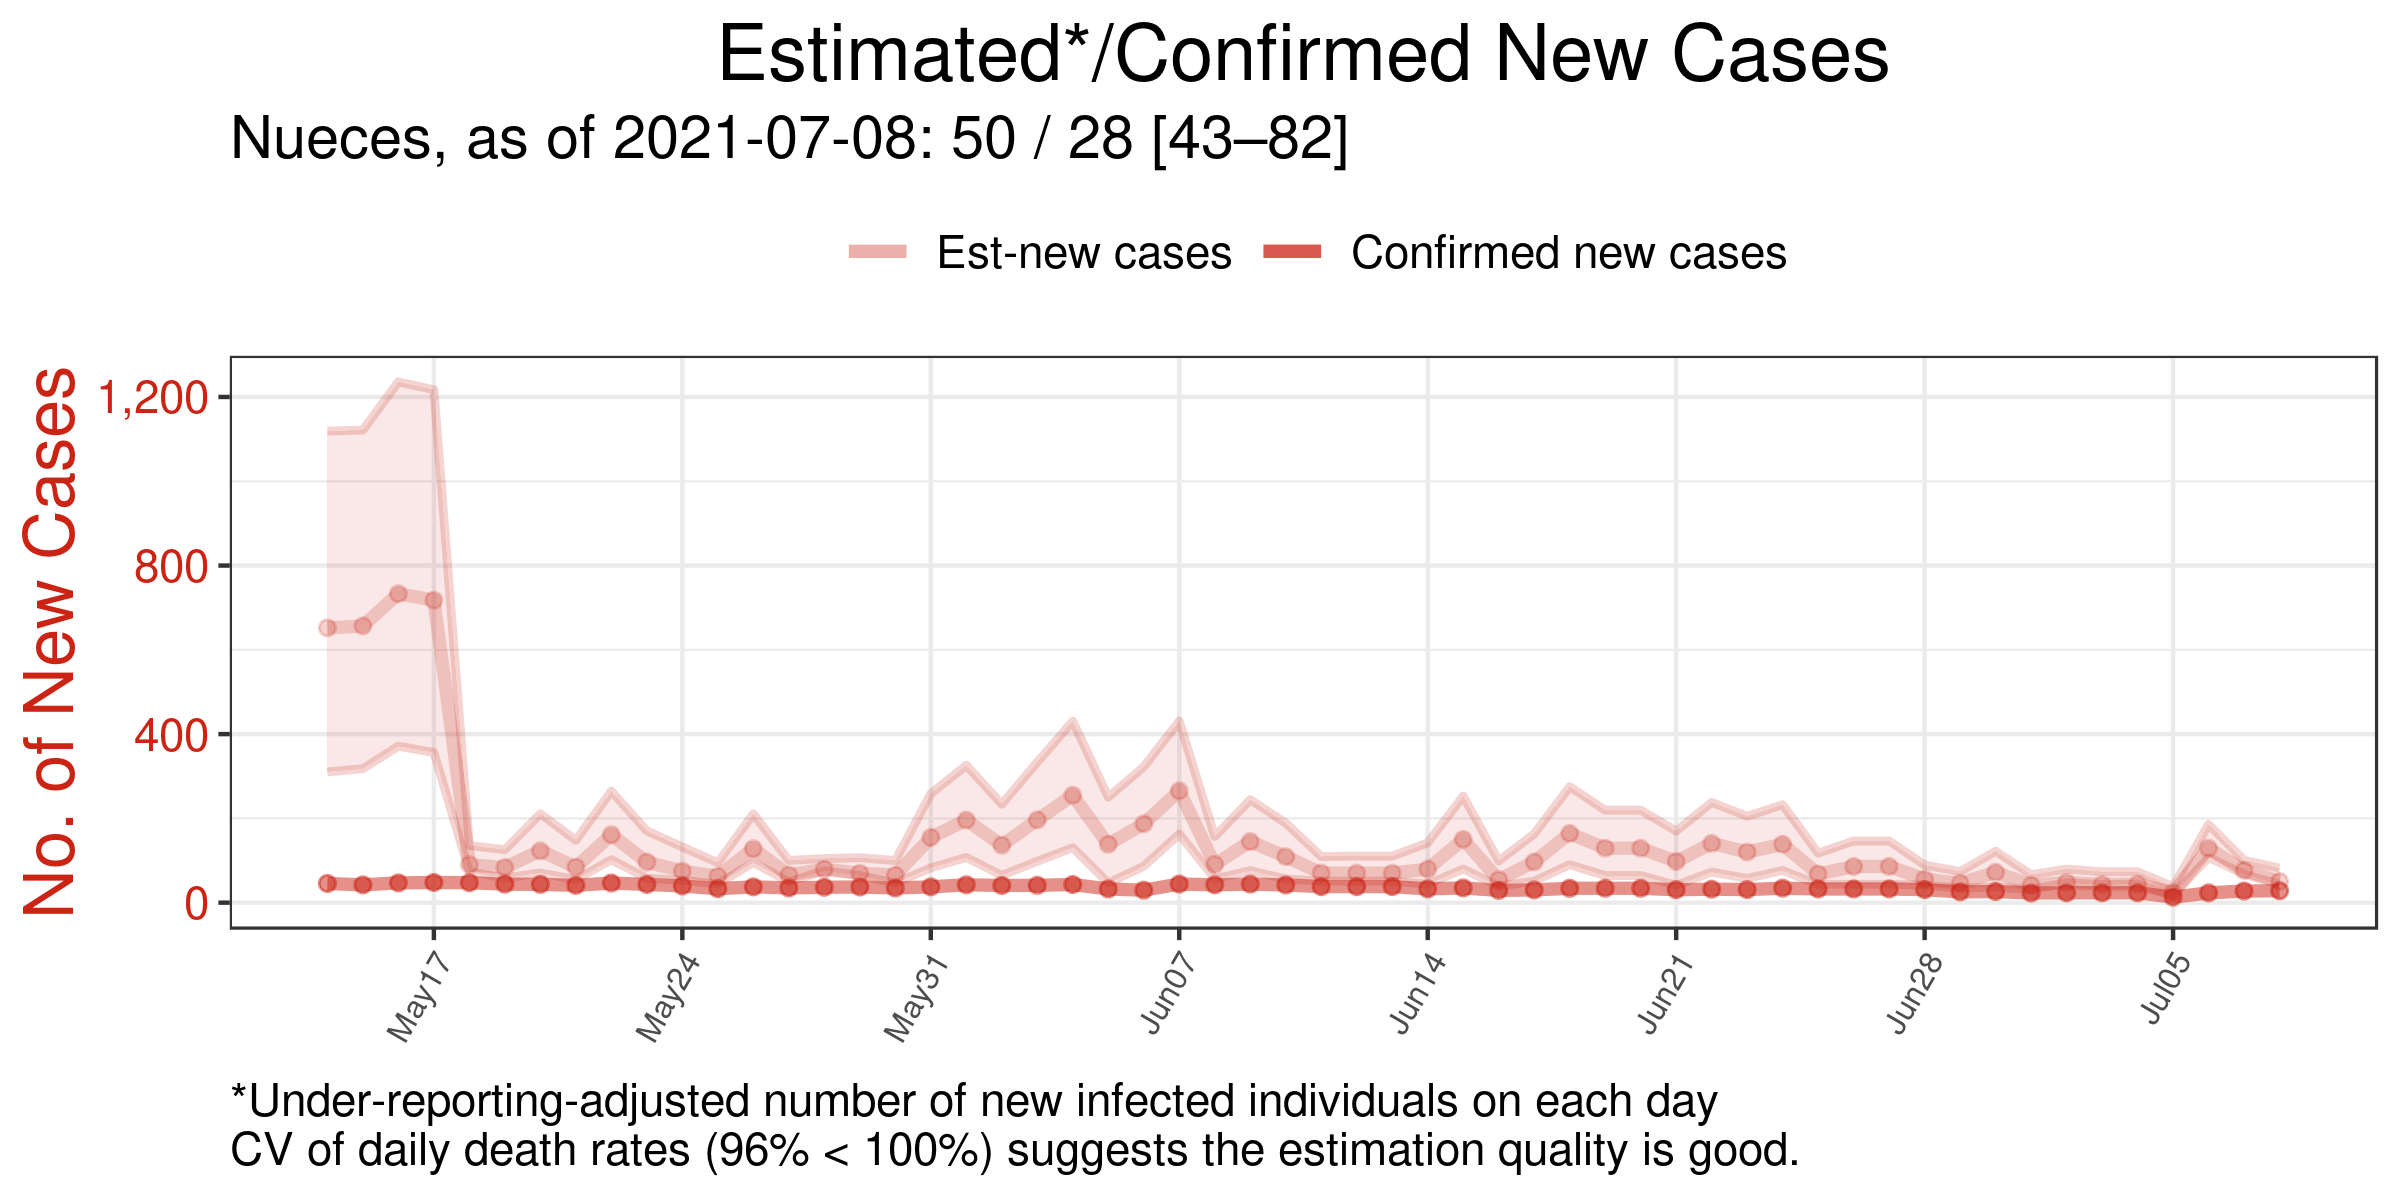 Estimated*/Confirmed New Cases
Nueces, as of 2021-07-08: 50 / 28 [43–82]
Est-new cases Confirmed new cases
No. of New Cases
1,200
800
400
0
May17 May24 May31 Jun07 Jun14 Jun21 Jun28 Jul05
*Under-reporting-adjusted number of new infected individuals on each day
CV of daily death rates (96% < 100%) suggests the estimation quality is good.